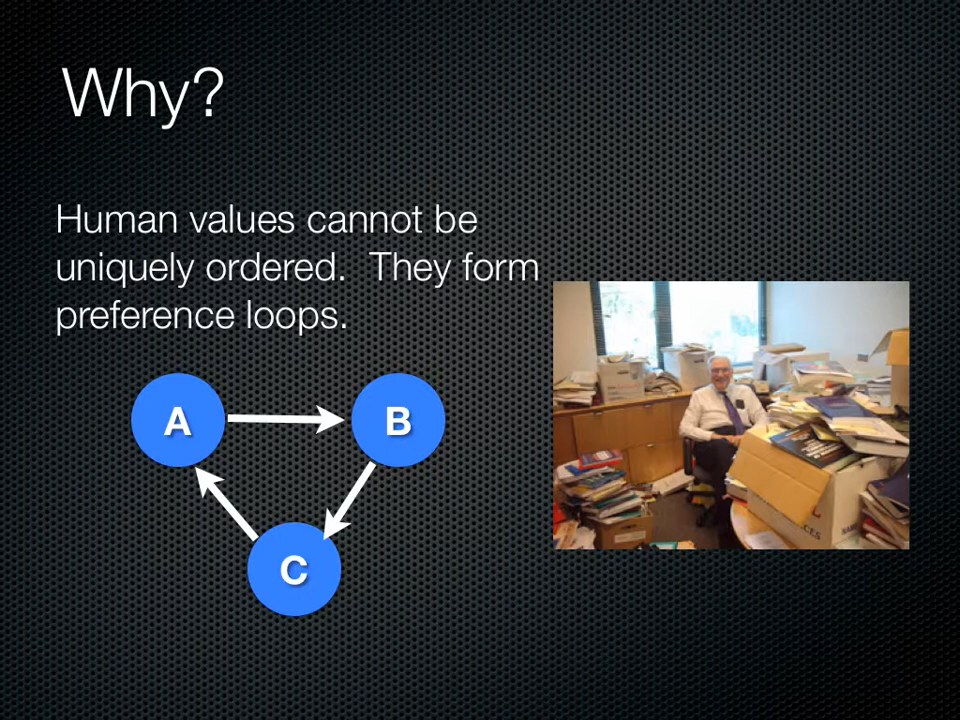 Why?
Human values cannot be
uniquely ordered.  They form
preference loops.
A
B
C